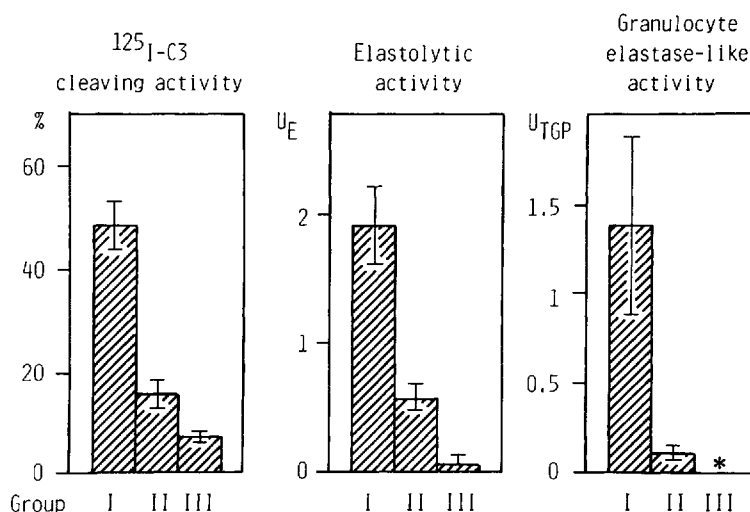 ¹²⁵I-C3
cleaving activity
%
60
40
20
0
Group I II III
Elastolytic
activity
U_E
2
1
0
I II III
Granulocyte
elastase-like
activity
U_TGP
1.5
1
0.5
0
*
I II III